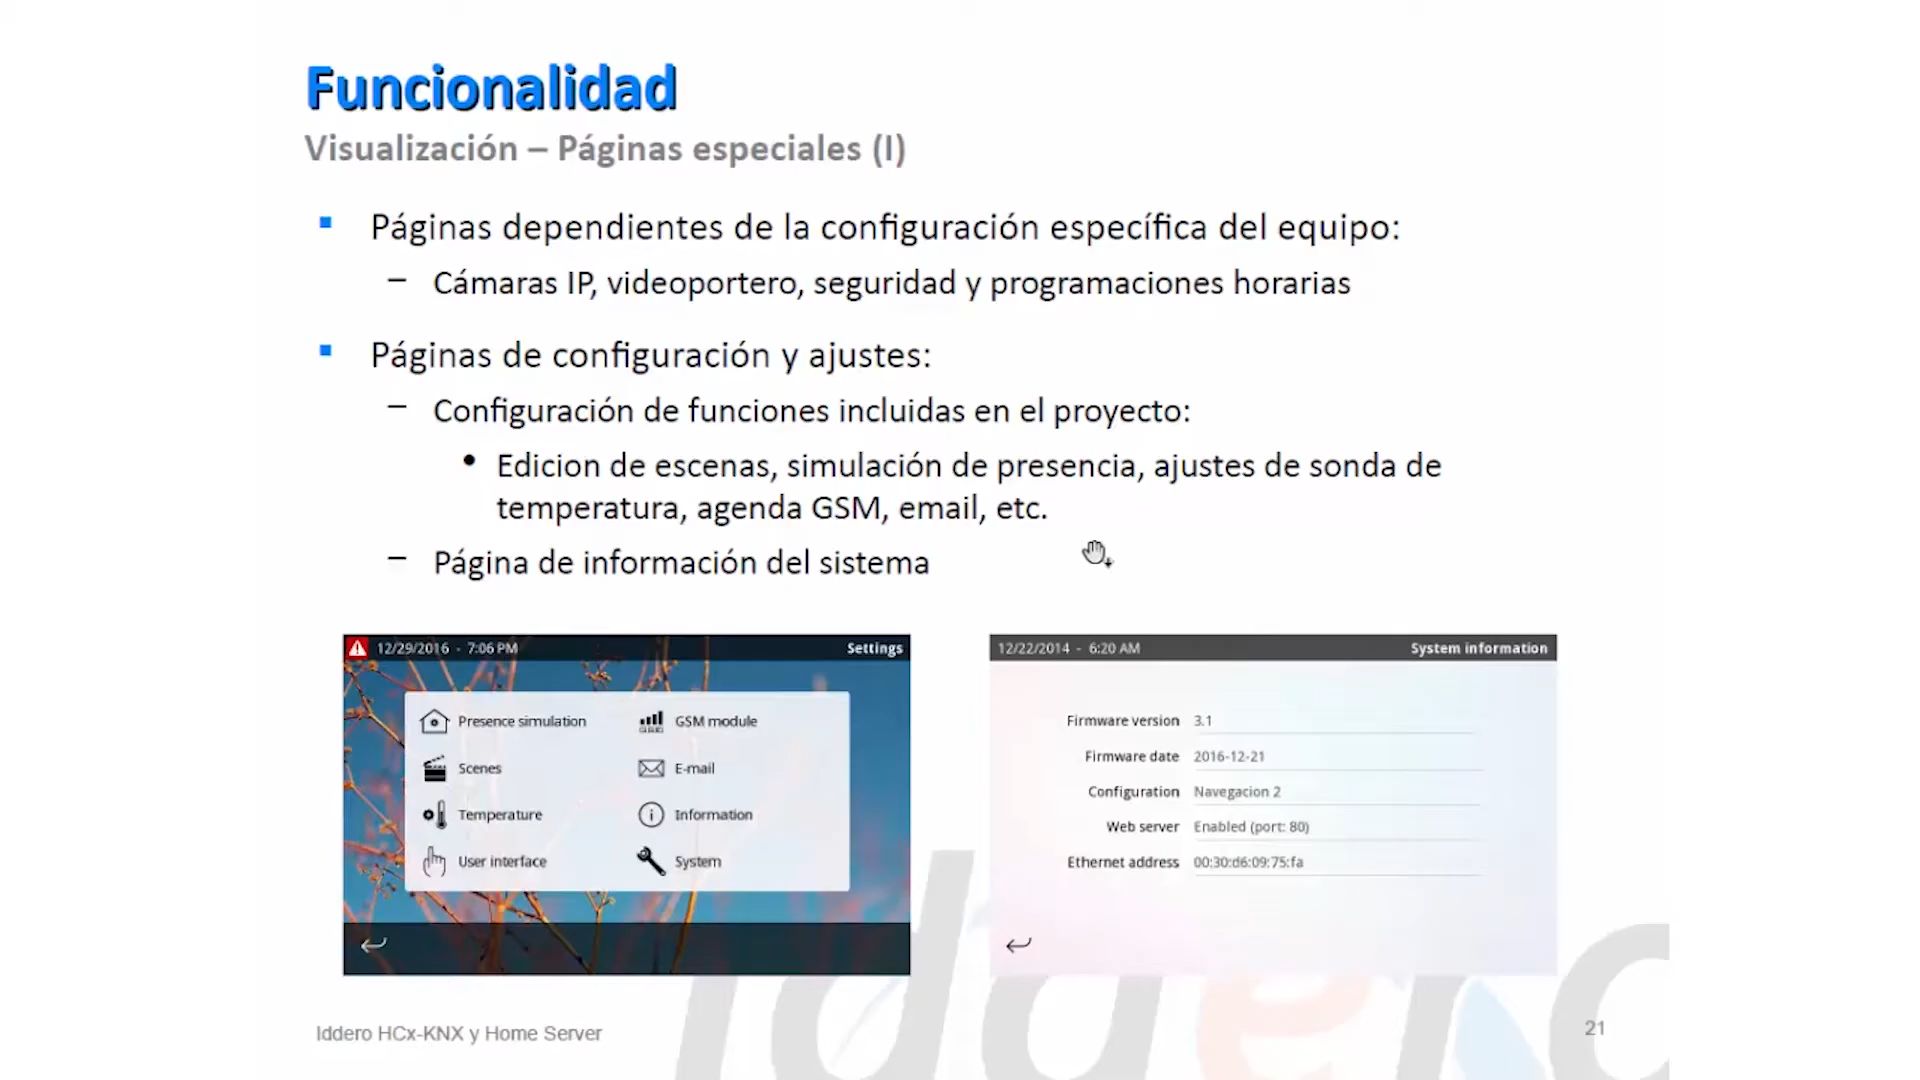 Funcionalidad
Visualización – Páginas especiales (I)
▪ Páginas dependientes de la configuración específica del equipo:
– Cámaras IP, videoportero, seguridad y programaciones horarias
▪ Páginas de configuración y ajustes:
– Configuración de funciones incluidas en el proyecto:
• Edicion de escenas, simulación de presencia, ajustes de sonda de
temperatura, agenda GSM, email, etc.
– Página de información del sistema
12/29/2016 - 7:06 PM Settings
Presence simulation GSM module
Scenes E-mail
Temperature Information
User interface System
12/22/2014 - 6:20 AM System information
Firmware version 3.1
Firmware date 2016-12-21
Configuration Navegacion 2
Web server Enabled (port: 80)
Ethernet address 00:30:d6:09:75:fa
Iddero HCx-KNX y Home Server
21